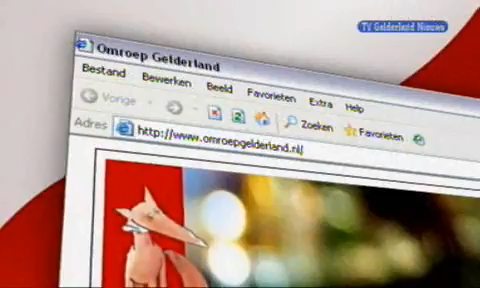 TV Gelderland Nieuws
Omroep Gelderland
Bestand Bewerken Beeld Favorieten Extra Help
Vorige Zoeken Favorieten
Adres http://www.omroepgelderland.nl/